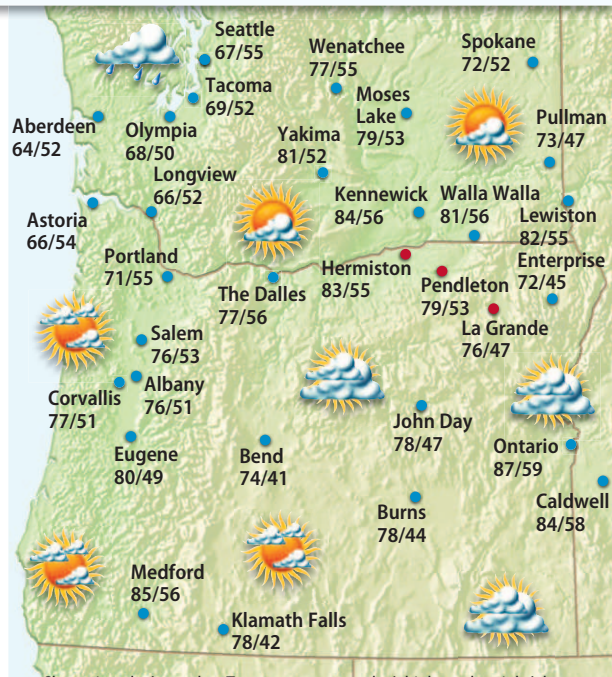 Seattle
67/55
Wenatchee
77/55
Spokane
72/52
Tacoma
69/52
Moses
Lake
79/53
Pullman
73/47
Aberdeen
64/52
Olympia
68/50
Yakima
81/52
Longview
66/52
Kennewick
84/56
Walla Walla
81/56
Lewiston
82/55
Astoria
66/54
Portland
71/55
The Dalles
77/56
Hermiston
83/55
Pendleton
79/53
Enterprise
72/45
La Grande
76/47
Salem
76/53
Corvallis
77/51
Albany
76/51
John Day
78/47
Ontario
87/59
Eugene
80/49
Bend
74/41
Caldwell
84/58
Burns
78/44
Medford
85/56
Klamath Falls
78/42